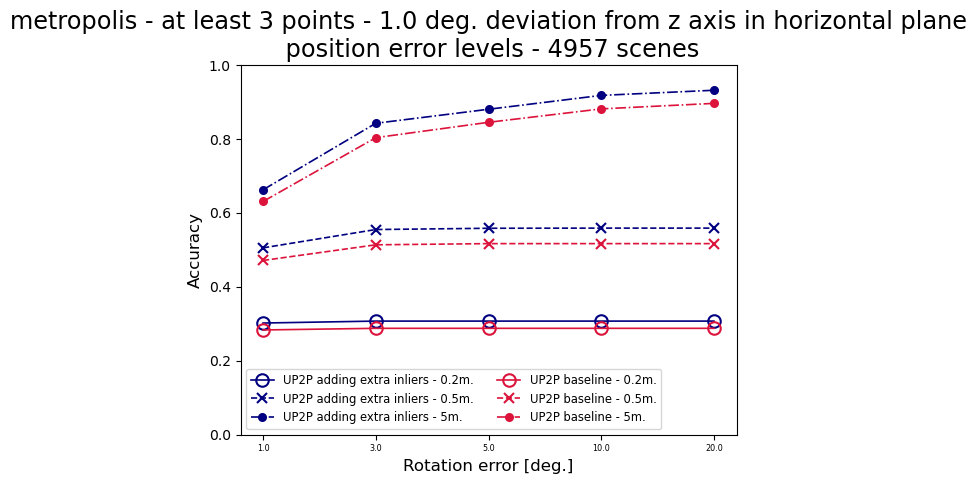 metropolis - at least 3 points - 1.0 deg. deviation from z axis in horizontal plane
position error levels - 4957 scenes
1.0
0.8
0.6
0.4
0.2
0.0
Accuracy
UP2P adding extra inliers - 0.2m.
UP2P adding extra inliers - 0.5m.
UP2P adding extra inliers - 5m.
UP2P baseline - 0.2m.
UP2P baseline - 0.5m.
UP2P baseline - 5m.
1.0 3.0 5.0 10.0 20.0
Rotation error [deg.]